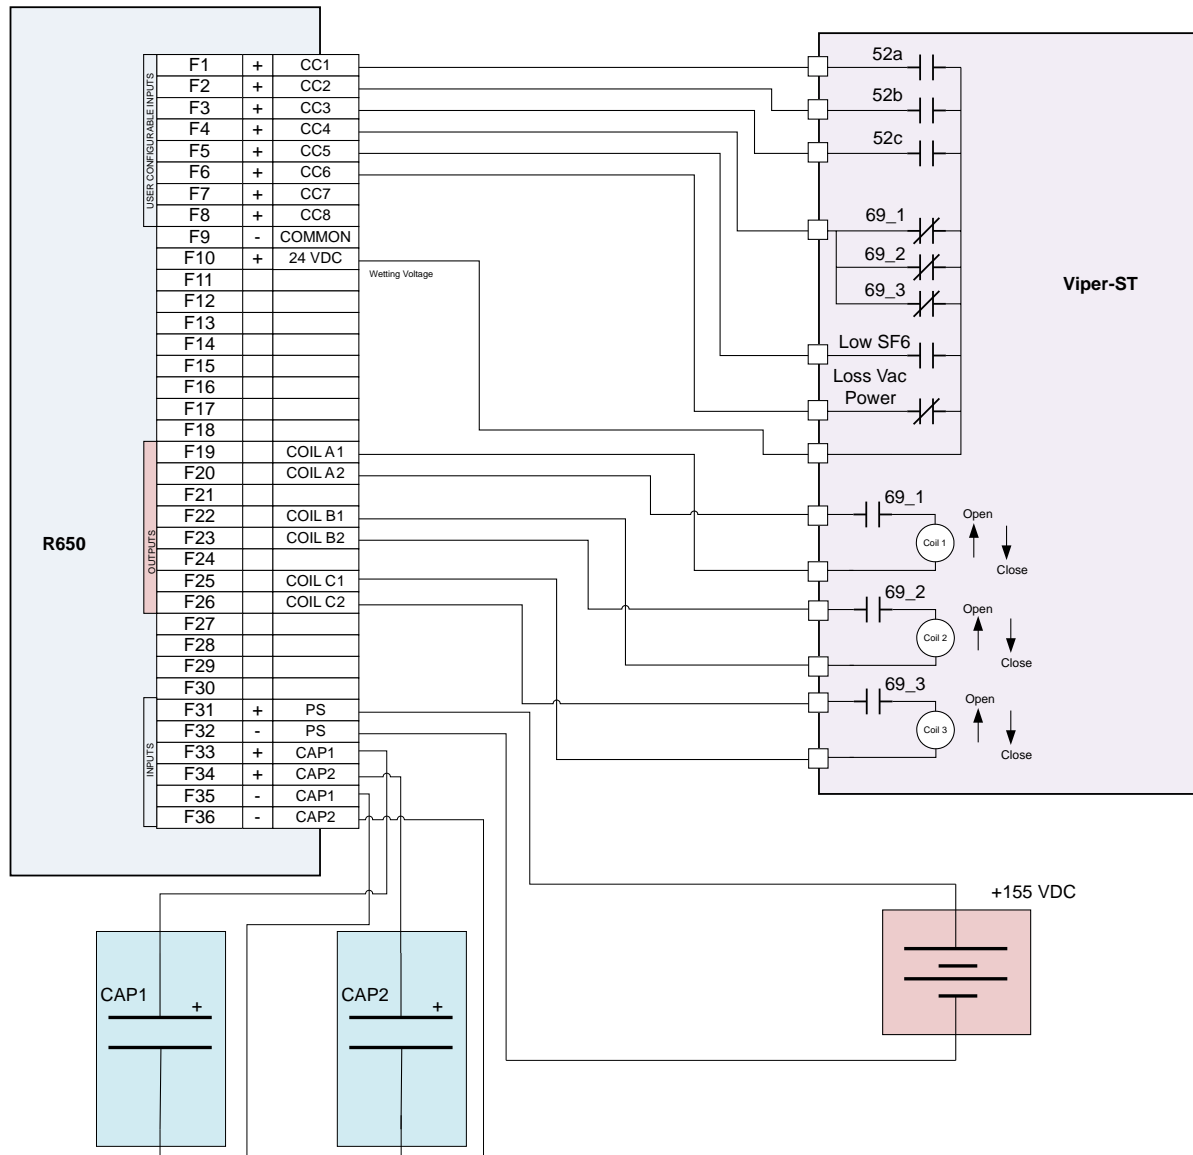 R650
USER CONFIGURABLE INPUTS
OUTPUTS
INPUTS
F1 + CC1
F2 + CC2
F3 + CC3
F4 + CC4
F5 + CC5
F6 + CC6
F7 + CC7
F8 + CC8
F9 - COMMON
F10 + 24 VDC
F11
F12
F13
F14
F15
F16
F17
F18
F19 COIL A1
F20 COIL A2
F21
F22 COIL B1
F23 COIL B2
F24
F25 COIL C1
F26 COIL C2
F27
F28
F29
F30
F31 + PS
F32 - PS
F33 + CAP1
F34 + CAP2
F35 - CAP1
F36 - CAP2
Wetting Voltage
52a
52b
52c
69_1
69_2
69_3
Low SF6
Loss Vac
Power
Viper-ST
69_1
Coil 1
Open
Close
69_2
Coil 2
Open
Close
69_3
Coil 3
Open
Close
+155 VDC
CAP1 +
CAP2 +